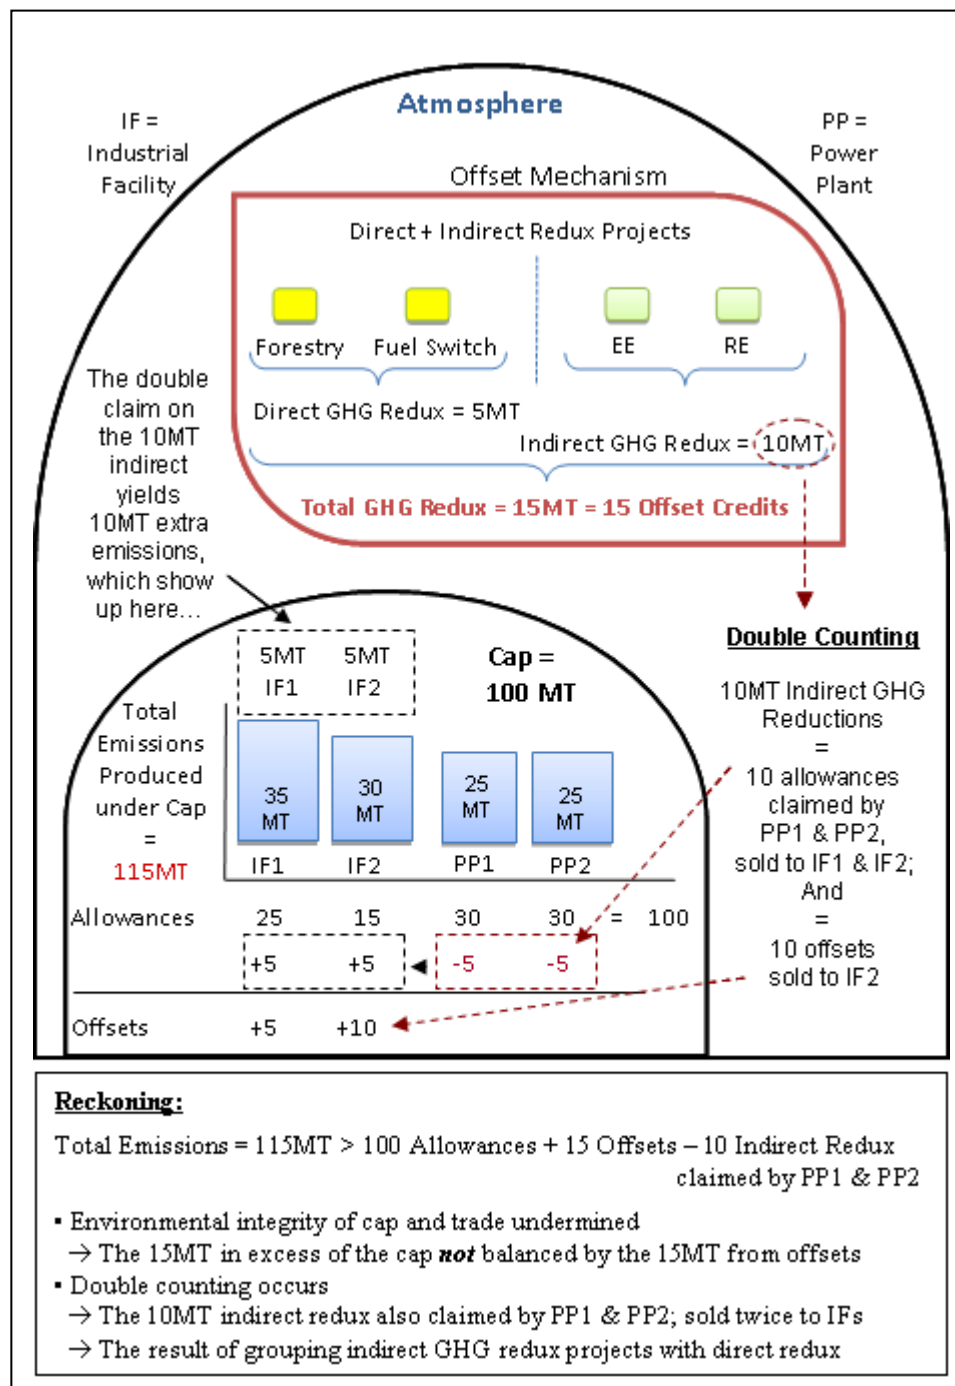 Atmosphere
IF =
Industrial
Facility
PP =
Power
Plant
Offset Mechanism
Direct + Indirect Redux Projects
Forestry
Fuel Switch
EE
RE
Direct GHG Redux = 5MT
Indirect GHG Redux = 10MT
Total GHG Redux = 15MT = 15 Offset Credits
The double
claim on
the 10MT
indirect
yields
10MT extra
emissions,
which show
up here...
5MT 5MT
IF1 IF2
Cap =
100 MT
Total
Emissions
Produced
under Cap
=
115MT
35
MT
30
MT
25
MT
25
MT
IF1 IF2 PP1 PP2
Allowances 25 15 30 30 = 100
+5 +5 -5 -5
Offsets +5 +10
Double Counting
10MT Indirect GHG
Reductions
=
10 allowances
claimed by
PP1 & PP2,
sold to IF1 & IF2;
And
=
10 offsets
sold to IF2
Reckoning:
Total Emissions = 115MT > 100 Allowances + 15 Offsets – 10 Indirect Redux
claimed by PP1 & PP2
▪ Environmental integrity of cap and trade undermined
→ The 15MT in excess of the cap not balanced by the 15MT from offsets
▪ Double counting occurs
→ The 10MT indirect redux also claimed by PP1 & PP2; sold twice to IFs
→ The result of grouping indirect GHG redux projects with direct redux